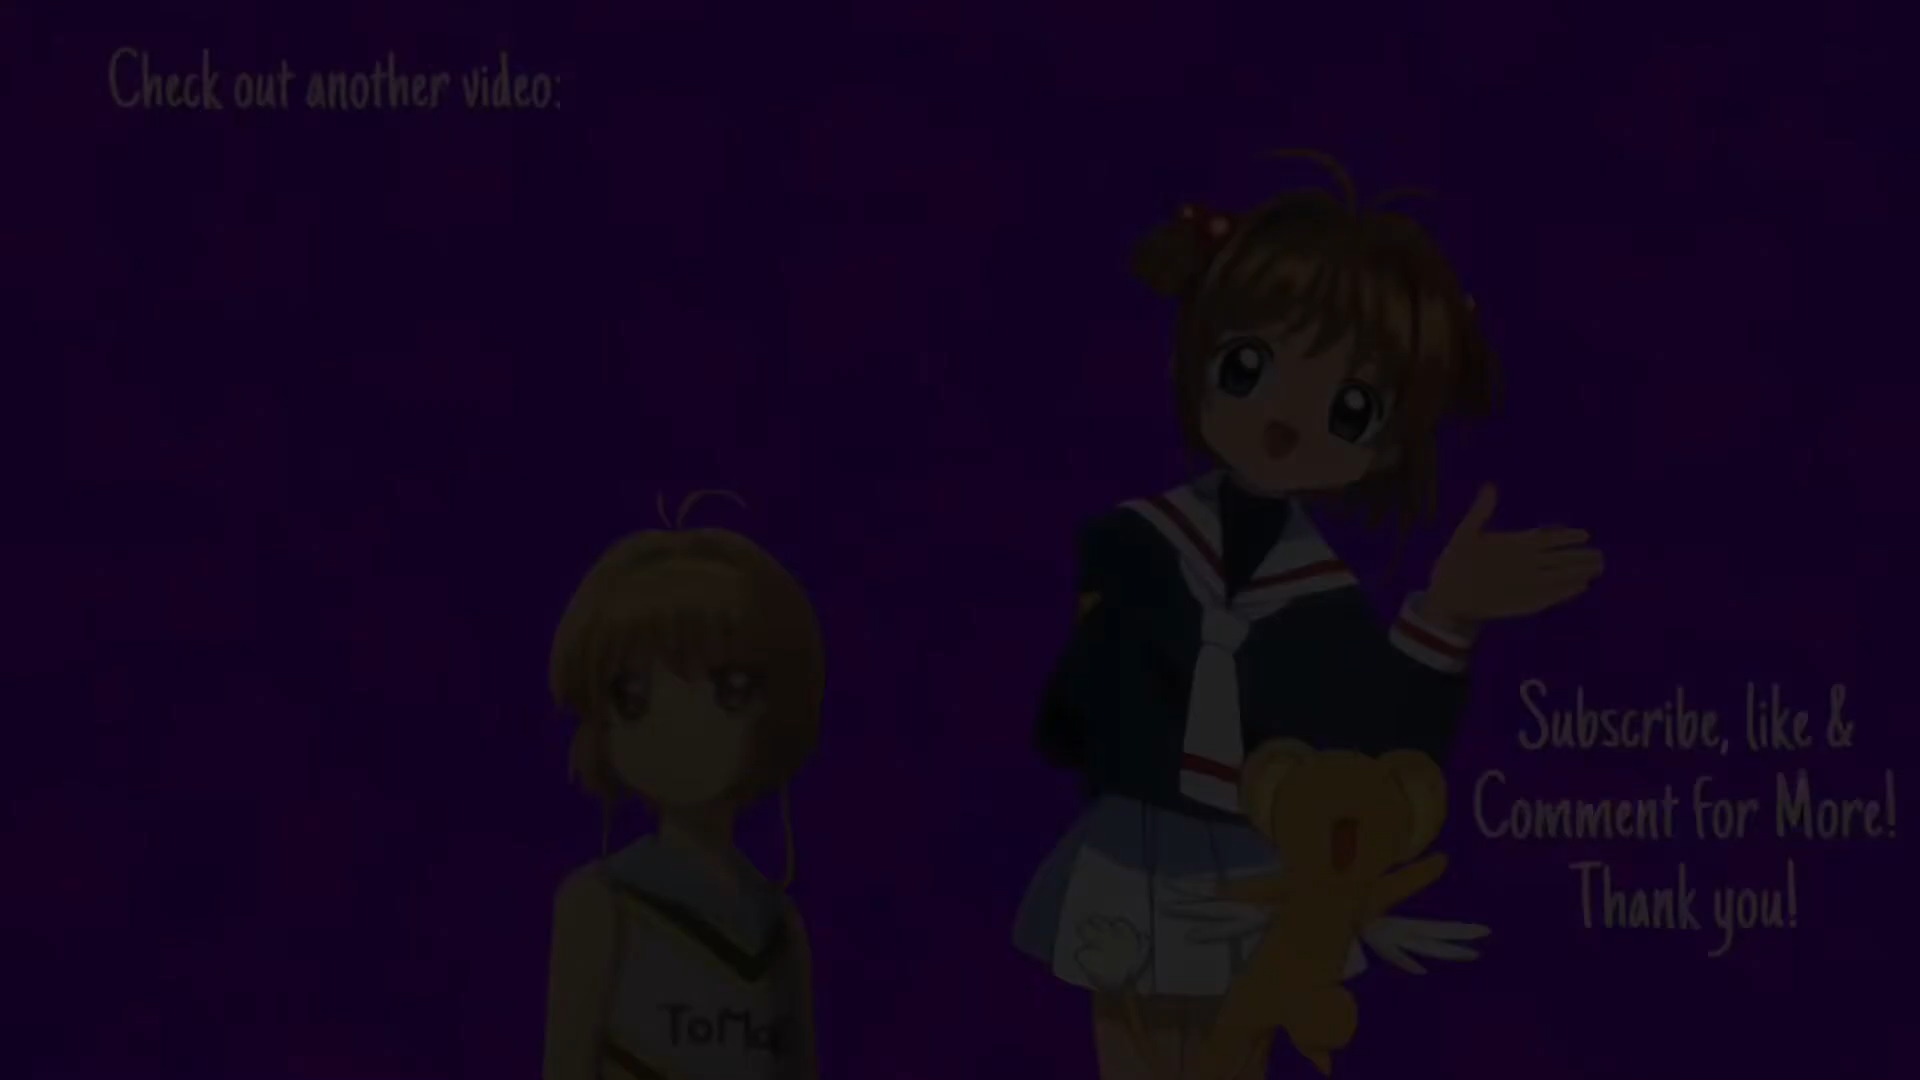 Check out another video:
Subscribe, like &
Comment for More!
Thank you!